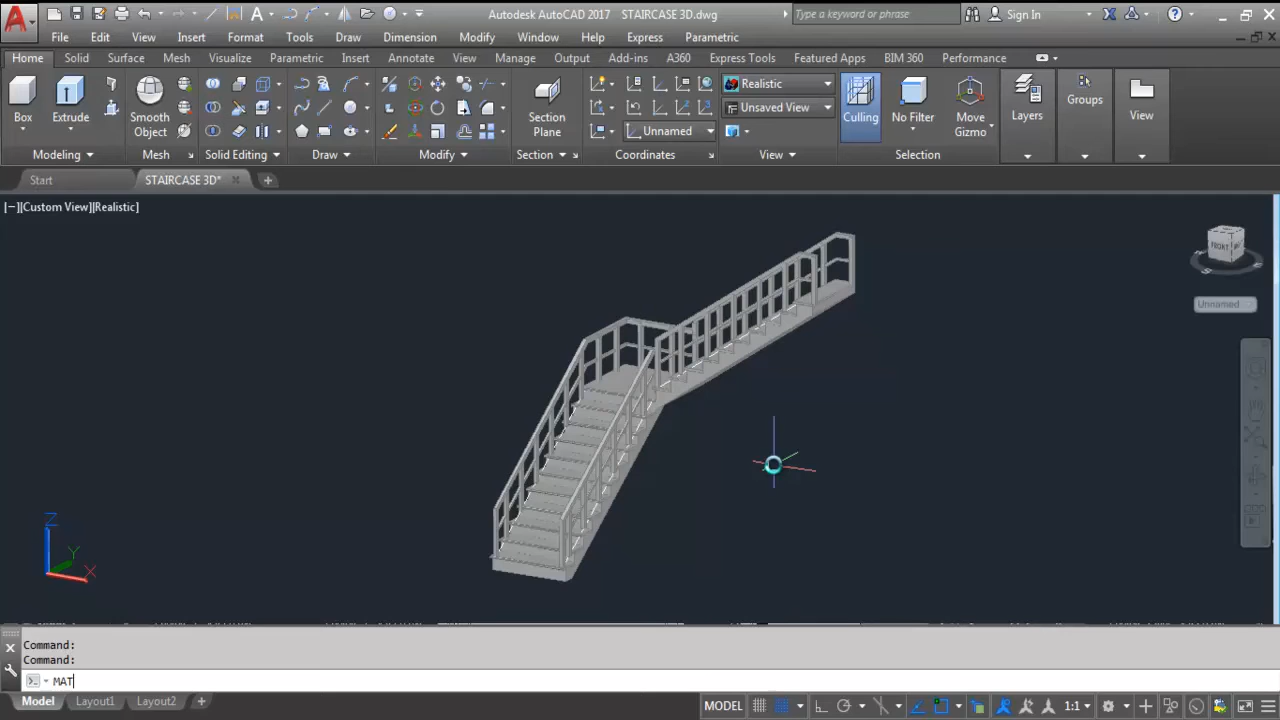 Autodesk AutoCAD 2017 STAIRCASE 3D.dwg
Type a keyword or phrase
Sign In
File Edit View Insert Format Tools Draw Dimension Modify Window Help Express Parametric
Home Solid Surface Mesh Visualize Parametric Insert Annotate View Manage Output Add-ins A360 Express Tools Featured Apps BIM 360 Performance
Box
Extrude
Smooth
Object
Section
Plane
Realistic
Unsaved View
Unnamed
Culling
No Filter
Move
Gizmo
Layers
Groups
View
Modeling Mesh Solid Editing Draw Modify Section Coordinates View Selection
Start STAIRCASE 3D*
[−][Custom View][Realistic]
FRONT
Unnamed
Z
Y
X
Command:
Command:
MAT
Model Layout1 Layout2
MODEL
1:1